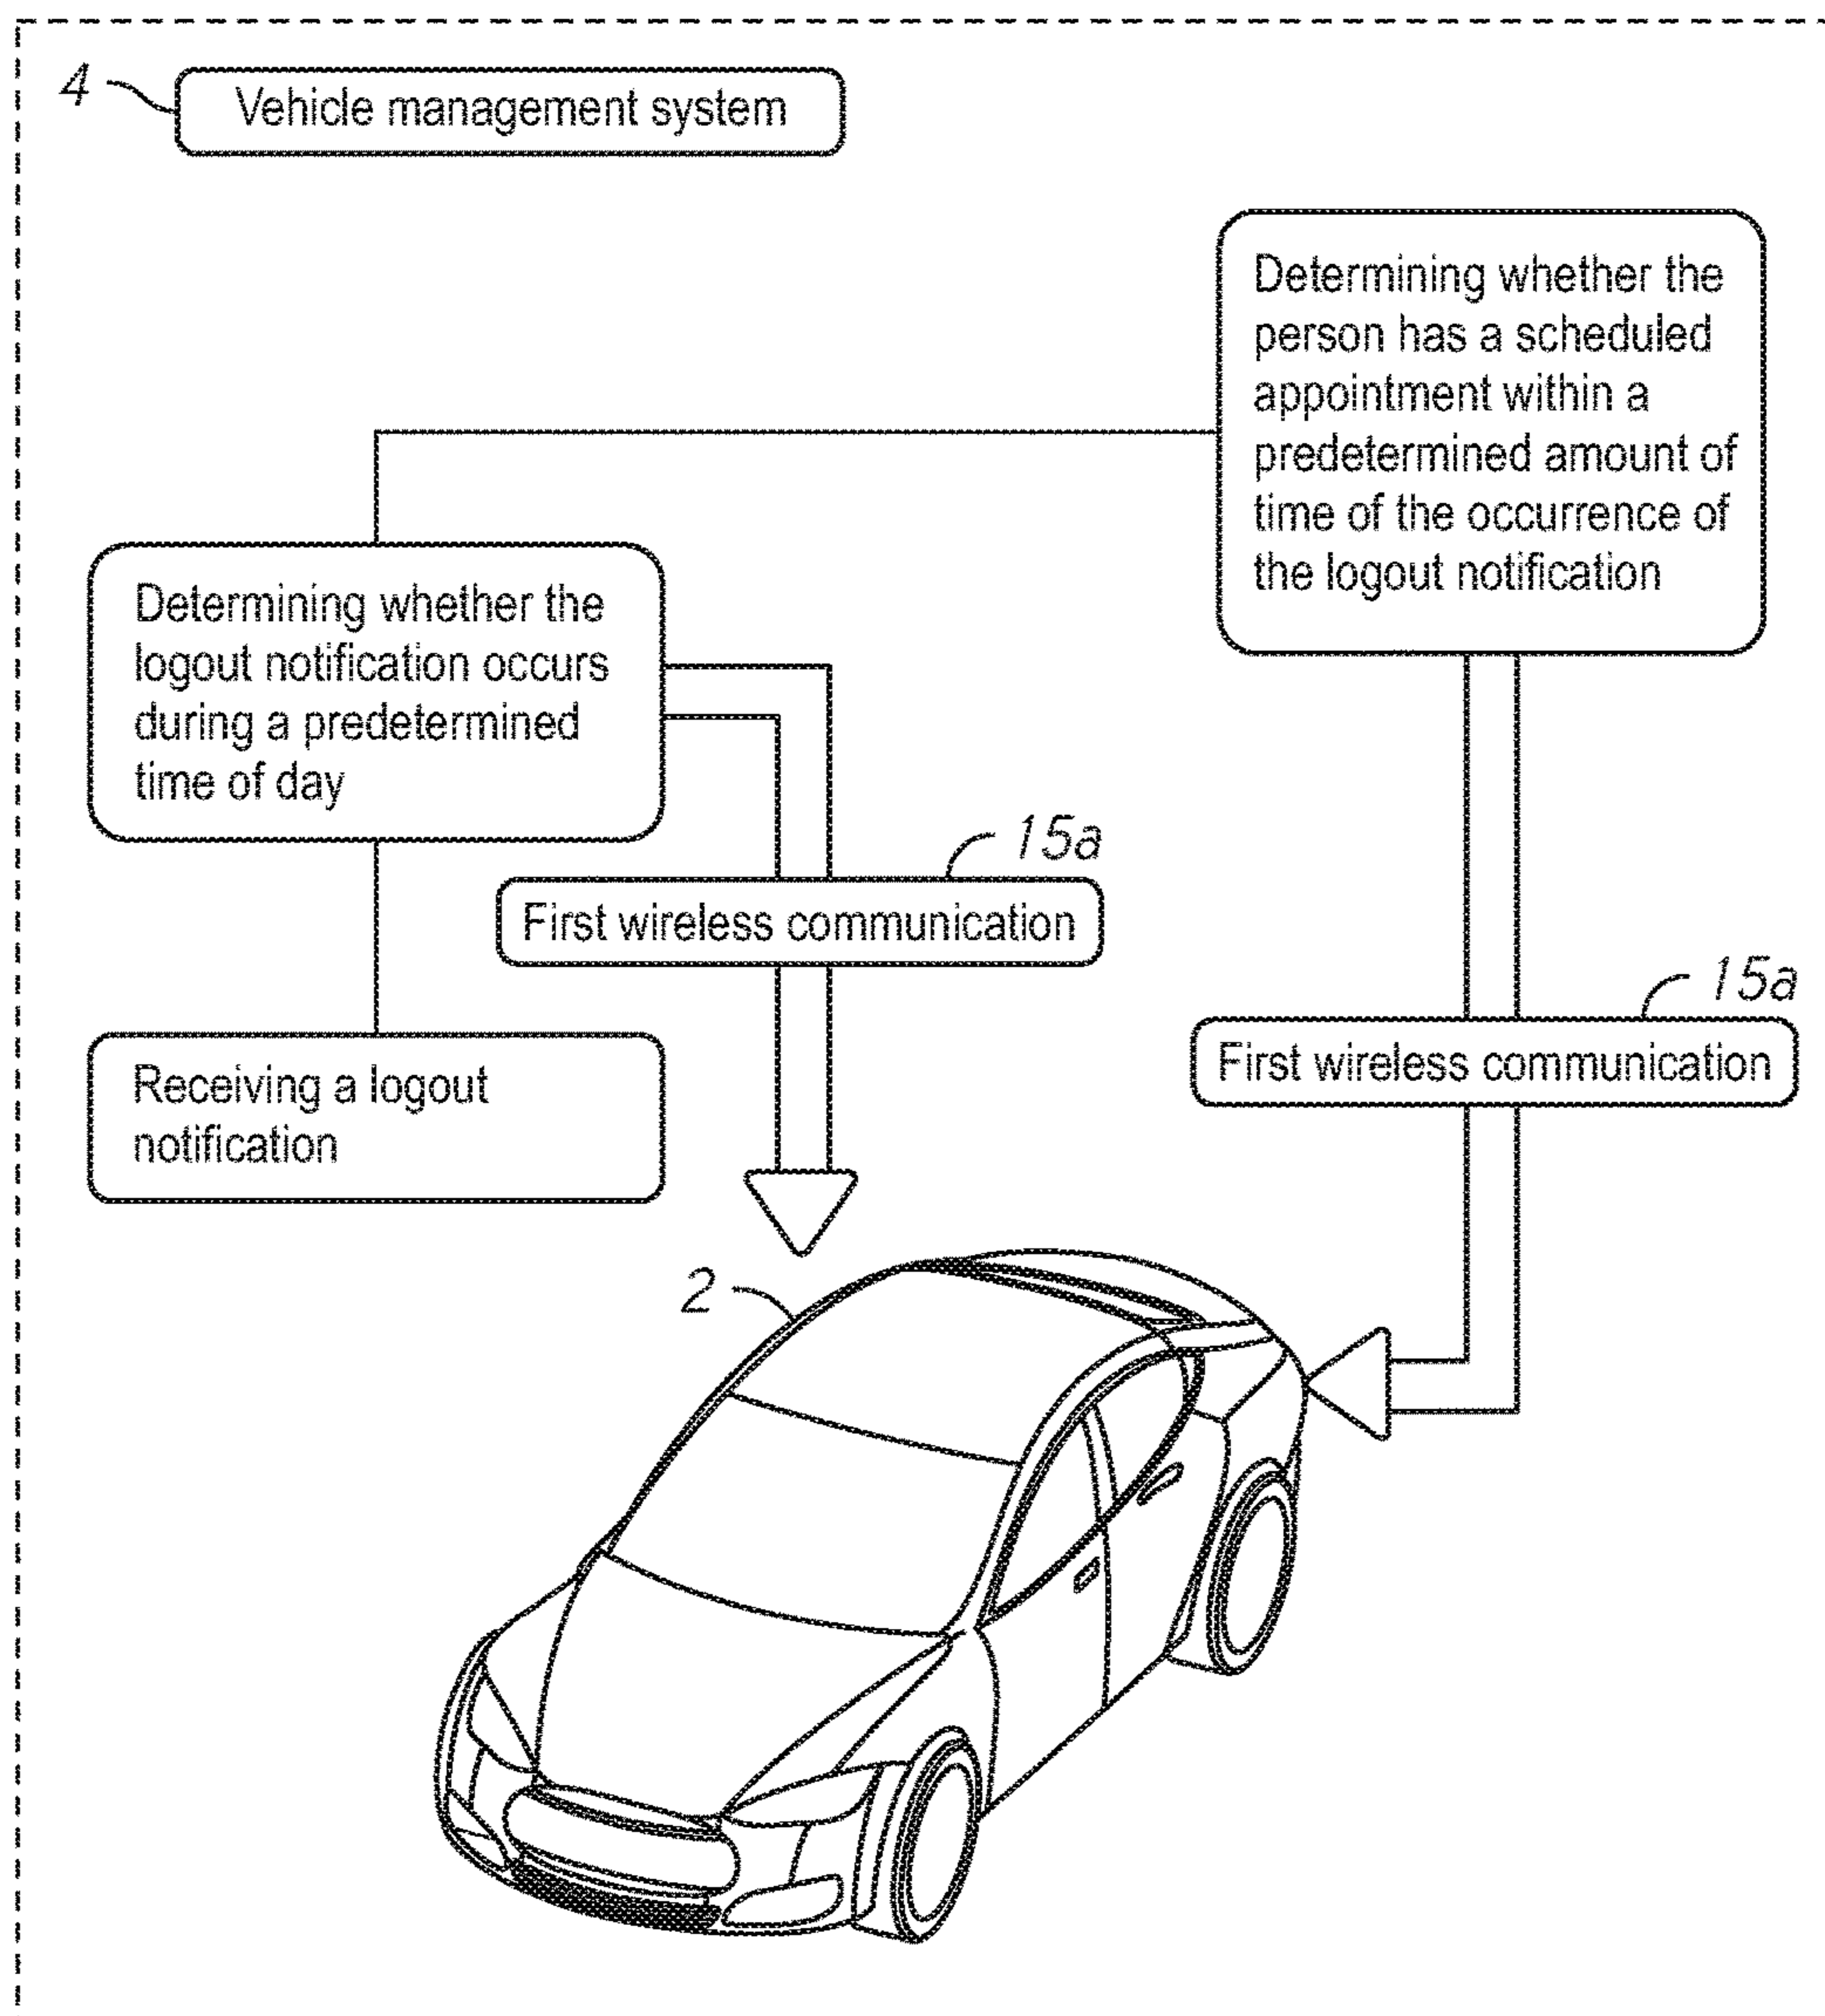 4
Vehicle management system
Determining whether the
person has a scheduled
appointment within a
predetermined amount of
time of the occurrence of
the logout notification
Determining whether the
logout notification occurs
during a predetermined
time of day
15a
First wireless communication
15a
First wireless communication
Receiving a logout
notification
2